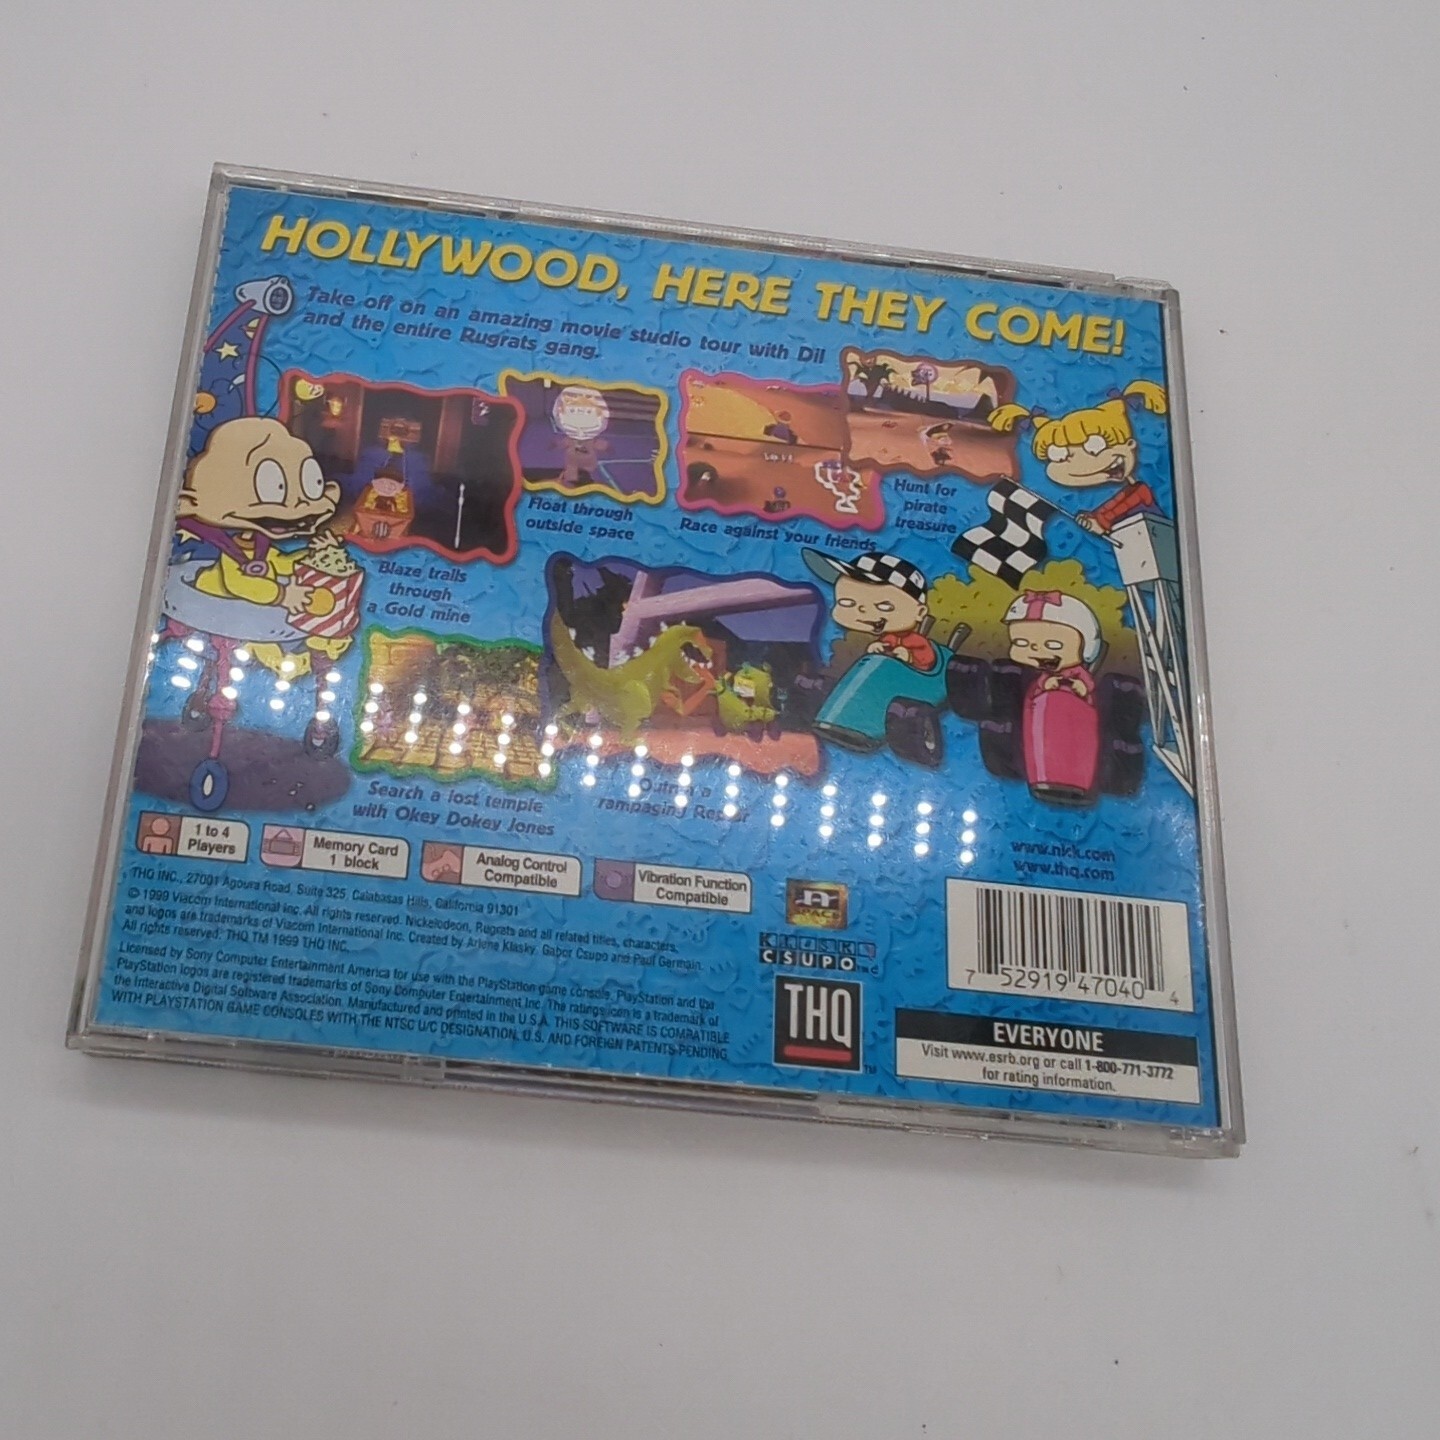 HOLLYWOOD, HERE THEY COME!
Take off on an amazing movie studio tour with Dil
and the entire Rugrats gang.
Blaze trails
through
a Gold mine
Float through
outside space
Race against your friends
Hunt for
pirate
treasure
Search a lost temple
with Okey Dokey Jones
a
rampaging
1 to 4
Players
Memory Card
1 block
Analog Control
Compatible
Vibration Function
Compatible
www.nick.com
www.thq.com
THQ INC., 27001 Agoura Road, Suite 325, Calabasas Hills, California 91301
© 1999 Viacom International Inc. All rights reserved. Nickelodeon, Rugrats and all related titles, characters,
and logos are trademarks of Viacom International Inc. Created by Arlene Klasky, Gabor Csupo and Paul Germain.
All rights reserved. THQ TM 1999 THQ INC.
Licensed by Sony Computer Entertainment America for use with the PlayStation game console. PlayStation and the
PlayStation logos are registered trademarks of Sony Computer Entertainment Inc. The ratings icon is a trademark of
the Interactive Digital Software Association. Manufactured and printed in the U.S.A. THIS SOFTWARE IS COMPATIBLE
WITH PLAYSTATION GAME CONSOLES WITH THE NTSC U/C DESIGNATION. U.S. AND FOREIGN PATENTS PENDING
KLASKY
CSUPO INC
THQ
TM
7 52919 47040 4
EVERYONE
Visit www.esrb.org or call 1-800-771-3772
for rating information.